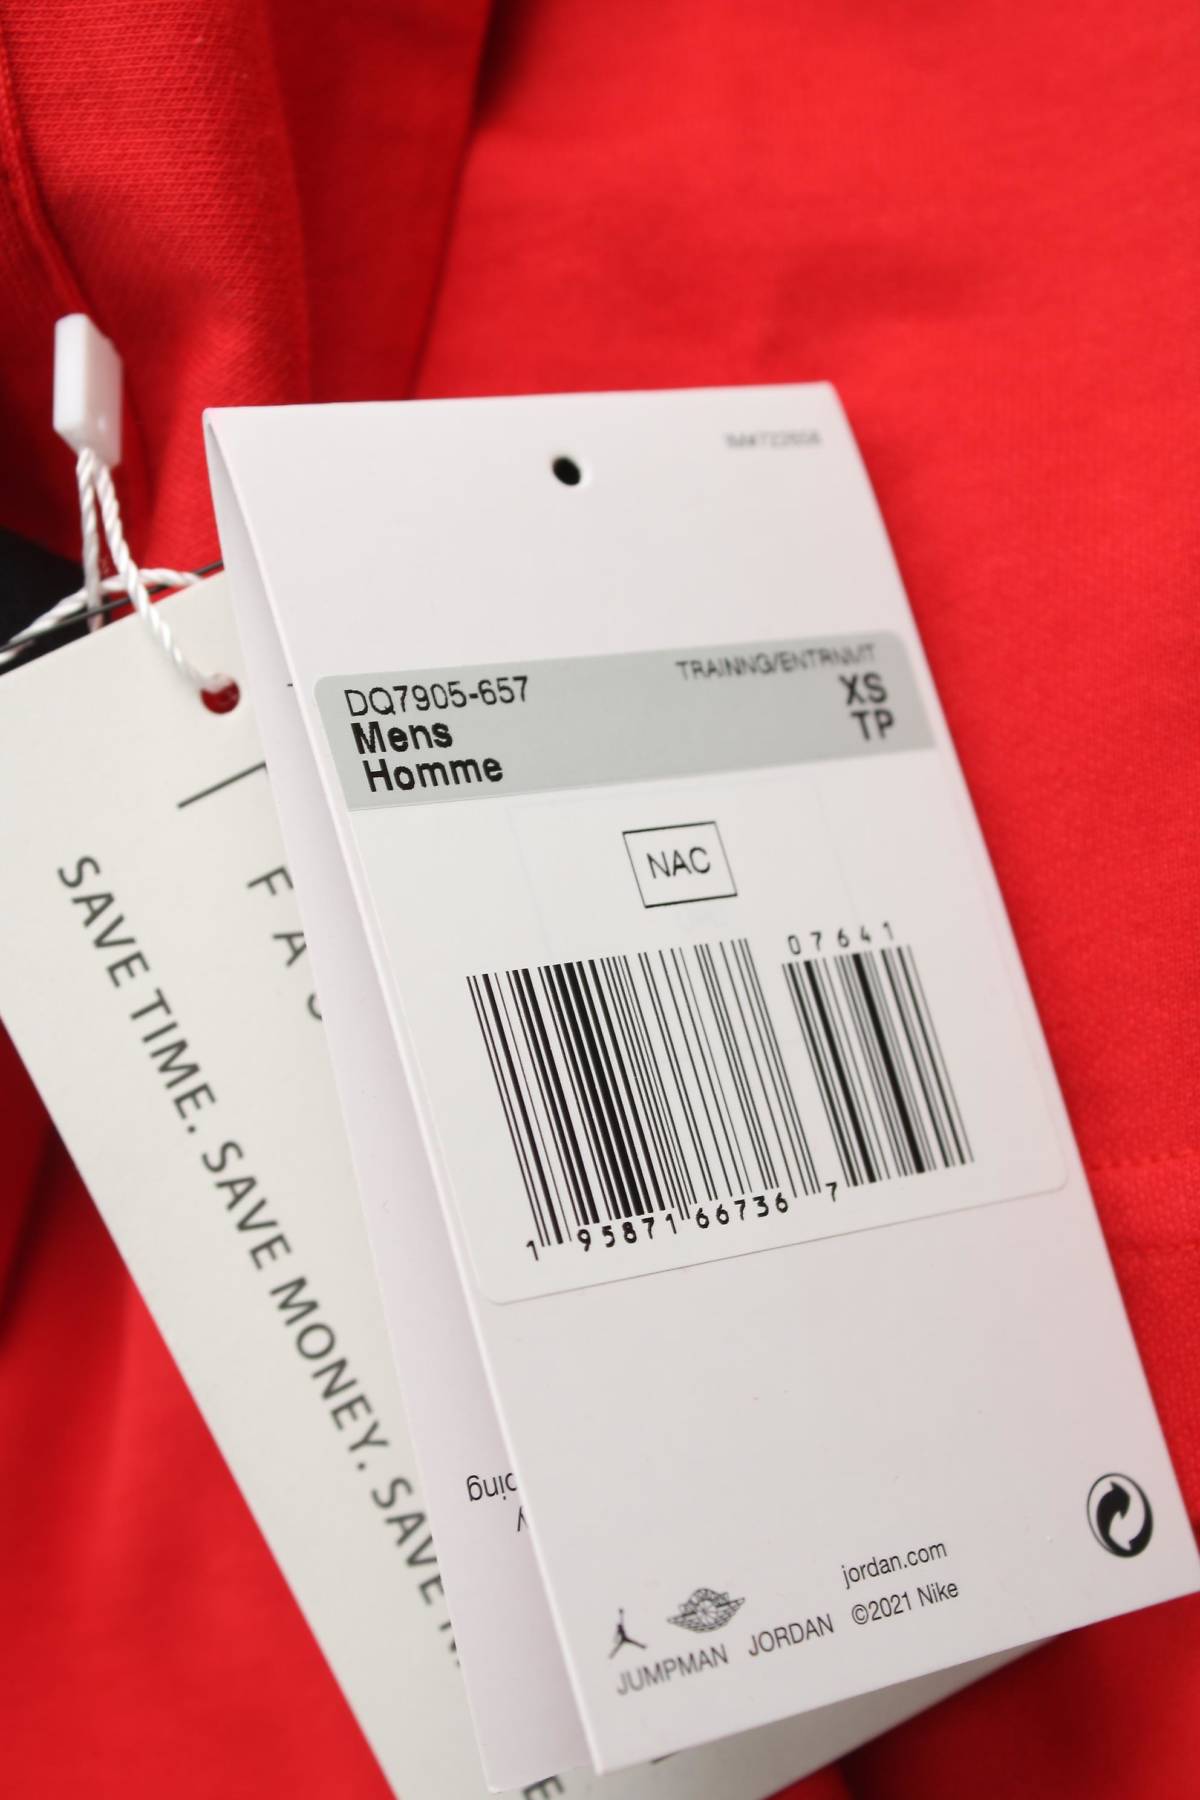 DQ7905-657
TRAINNG/ENTRNMT
Mens
XS
Homme
TP
NAC
07641
1 95871 66736 7
jordan.com
©2021 Nike
JUMPMAN JORDAN
SAVE TIME. SAVE MONEY. SAVE